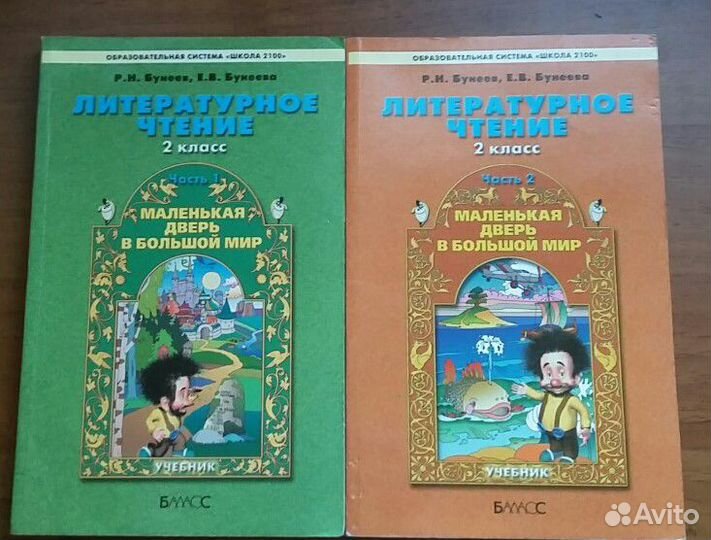 ОБРАЗОВАТЕЛЬНАЯ СИСТЕМА «ШКОЛА 2100»
Р.Н. Бунеев, Е.В. Бунеева
ЛИТЕРАТУРНОЕ
ЧТЕНИЕ
2 класс
Часть 1
МАЛЕНЬКАЯ
ДВЕРЬ
В БОЛЬШОЙ МИР
УЧЕБНИК
БАЛАСС
ОБРАЗОВАТЕЛЬНАЯ СИСТЕМА «ШКОЛА 2100»
Р.Н. Бунеев, Е.В. Бунеева
ЛИТЕРАТУРНОЕ
ЧТЕНИЕ
2 класс
Часть 2
МАЛЕНЬКАЯ
ДВЕРЬ
В БОЛЬШОЙ МИР
УЧЕБНИК
БАЛАСС
Avito